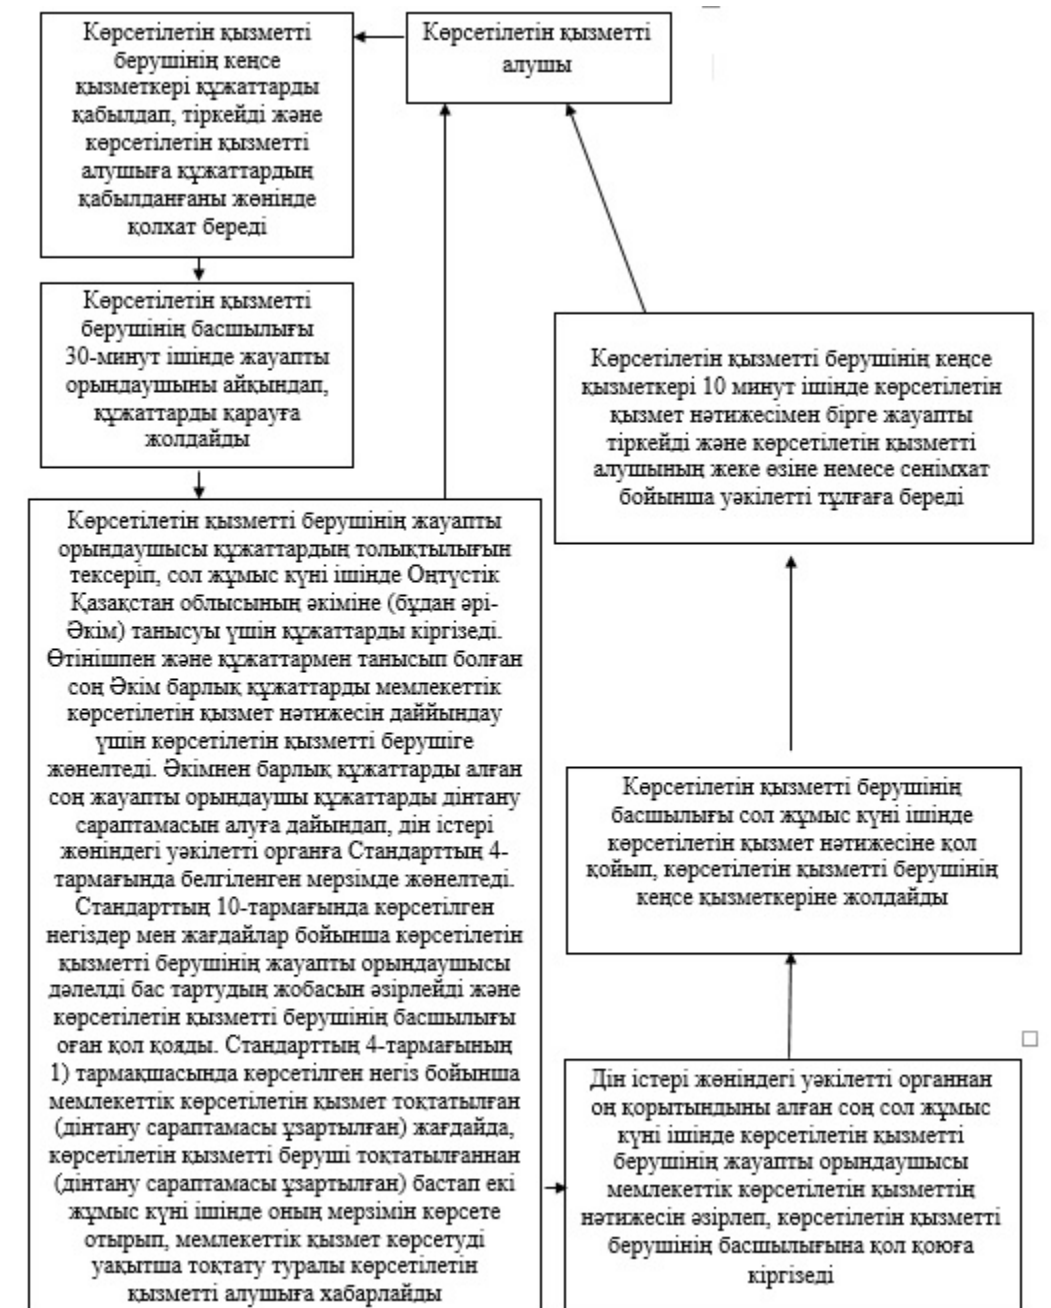 Көрсетілетін қызметті
алушы
Көрсетілетін қызметті
берушінің кеңсе
қызметкері құжаттарды
қабылдап, тіркейді және
көрсетілетін қызметті
алушыға құжаттардың
қабылданғаны жөнінде
қолхат береді
Көрсетілетін қызметті
берушінің басшылығы
30-минут ішінде жауапты
орындаушыны айқындап,
құжаттарды қарауға
жолдайды
Көрсетілетін қызметті берушінің жауапты
орындаушысы құжаттардың толықтылығын
тексеріп, сол жұмыс күні ішінде Оңтүстік
Қазақстан облысының әкіміне (бұдан әрі-
Әкім) танысуы үшін құжаттарды кіргізеді.
Өтінішпен және құжаттармен танысып болған
соң Әкім барлық құжаттарды мемлекеттік
көрсетілетін қызмет нәтижесін даййындау
үшін көрсетілетін қызметті берушіге
жөнелтеді. Әкімнен барлық құжаттарды алған
соң жауапты орындаушы құжаттарды дінтану
сараптамасын алуға дайындап, дін істері
жөніндегі уәкілетті органға Стандарттың 4-
тармағында белгіленген мерзімде жөнелтеді.
Стандарттың 10-тармағында көрсетілген
негіздер мен жағдайлар бойынша көрсетілетін
қызметті берушінің жауапты орындаушысы
дәлелді бас тартудың жобасын әзірлейді және
көрсетілетін қызметті берушінің басшылығы
оған қол қояды. Стандарттың 4-тармағының
1) тармақшасында көрсетілген негіз бойынша
мемлекеттік көрсетілетін қызмет тоқтатылған
(дінтану сараптамасы ұзартылған) жағдайда,
көрсетілетін қызметті беруші тоқтатылғаннан
(дінтану сараптамасы ұзартылған) бастап екі
жұмыс күні ішінде оның мерзімін көрсете
отырып, мемлекеттік қызмет көрсетуді
уақытша тоқтату туралы көрсетілетін
қызметті алушыға хабарлайды
Дін істері жөніндегі уәкілетті органнан
оң қорытындыны алған соң сол жұмыс
күні ішінде көрсетілетін қызметті
берушінің жауапты орындаушысы
мемлекеттік көрсетілетін қызметтің
нәтижесін әзірлеп, көрсетілетін қызметті
берушінің басшылығына қол қоюға
кіргізеді
Көрсетілетін қызметті берушінің
басшылығы сол жұмыс күні ішінде
көрсетілетін қызмет нәтижесіне қол
қойып, көрсетілетін қызметті берушінің
кеңсе қызметкеріне жолдайды
Көрсетілетін қызметті берушінің кеңсе
қызметкері 10 минут ішінде көрсетілетін
қызмет нәтижесімен бірге жауапты
тіркейді және көрсетілетін қызметті
алушының жеке өзіне немесе сенімхат
бойынша уәкілетті тұлғаға береді